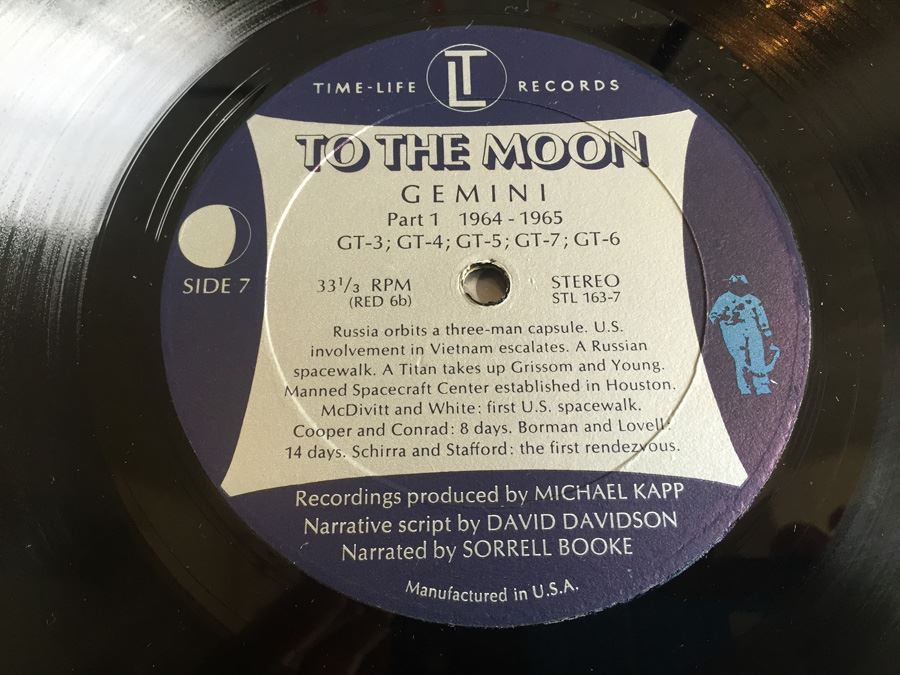 TIME-LIFE TL RECORDS
TO THE MOON
GEMINI
Part 1 1964-1965
GT-3; GT-4; GT-5; GT-7; GT-6
SIDE 7
33 1/3 RPM
(RED 6b)
STEREO
STL 163-7
Russia orbits a three-man capsule. U.S.
involvement in Vietnam escalates. A Russian
spacewalk. A Titan takes up Grissom and Young.
Manned Spacecraft Center established in Houston.
McDivitt and White: first U.S. spacewalk.
Cooper and Conrad: 8 days. Borman and Lovell:
14 days. Schirra and Stafford: the first rendezvous.
Recordings produced by MICHAEL KAPP
Narrative script by DAVID DAVIDSON
Narrated by SORRELL BOOKE
Manufactured in U.S.A.